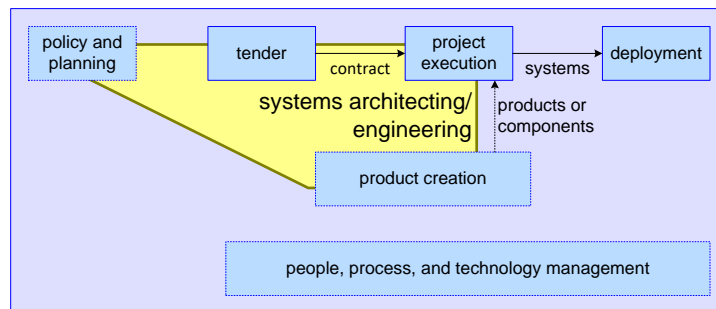 policy and
planning
tender
contract
project
execution
systems
deployment
systems architecting/
engineering
products or
components
product creation
people, process, and technology management